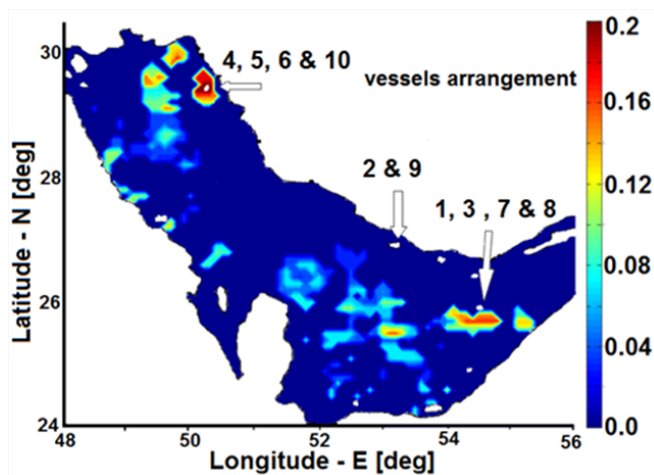 30
28
26
24
48
50
52
54
56
Latitude - N [deg]
Longitude - E [deg]
4, 5, 6 & 10
vessels arrangement
2 & 9
1, 3 , 7 & 8
0.2
0.16
0.12
0.08
0.04
0.0